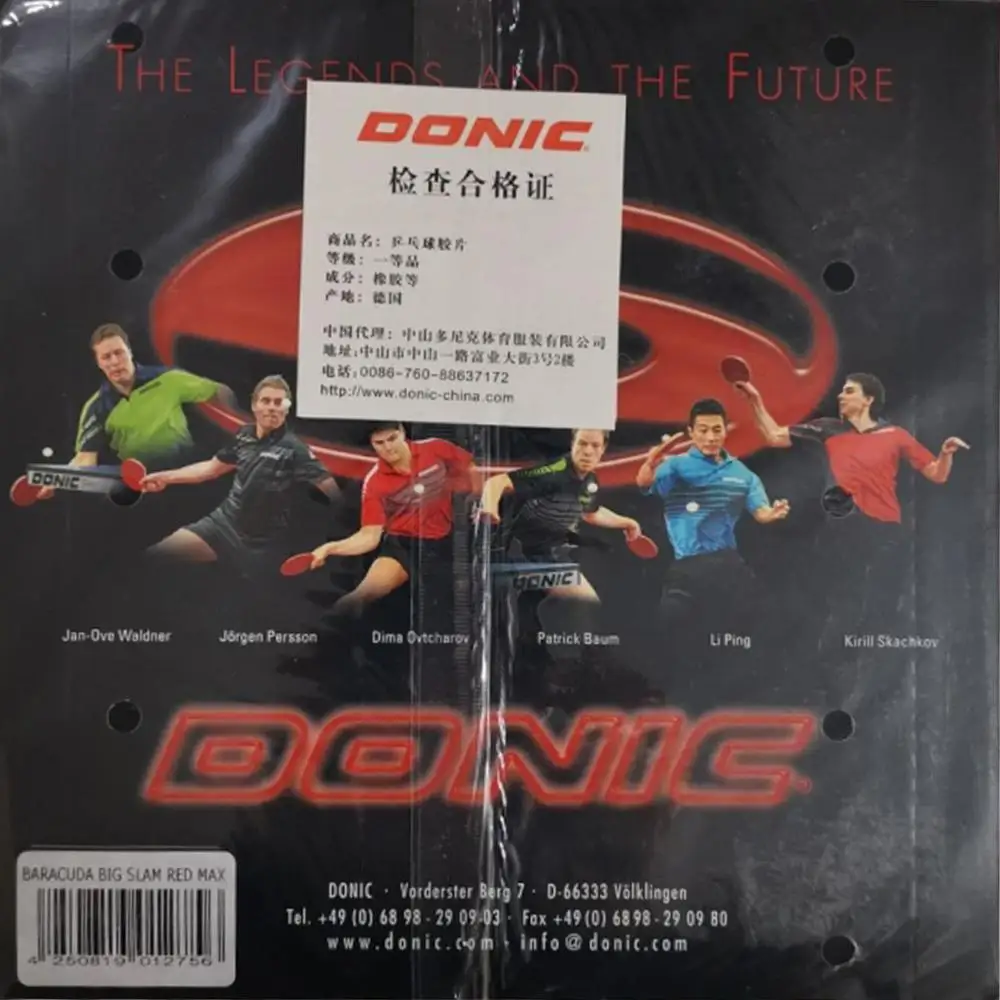 THE LEGENDS AND THE FUTURE
DONIC
检查合格证
商品名：乒乓球胶片
等级：一等品
成分：橡胶等
产地：德国
中国代理：中山多尼克体育服装有限公司
地址:中山市中山一路富业大街3号2楼
电话:0086-760-88637172
http://www.donic-china.com
DONIC
DONIC
Jan-Ove Waldner Jörgen Persson Dima Ovtcharov Patrick Baum Li Ping Kirill Skachkov
DONIC
BARACUDA BIG SLAM RED MAX
4 250819 012756
DONIC · Vorderster Berg 7 · D-66333 Völklingen
Tel. +49 (0) 68 98 - 29 09 03 · Fax +49 (0) 68 98 - 29 09 80
www.donic.com · info@donic.com